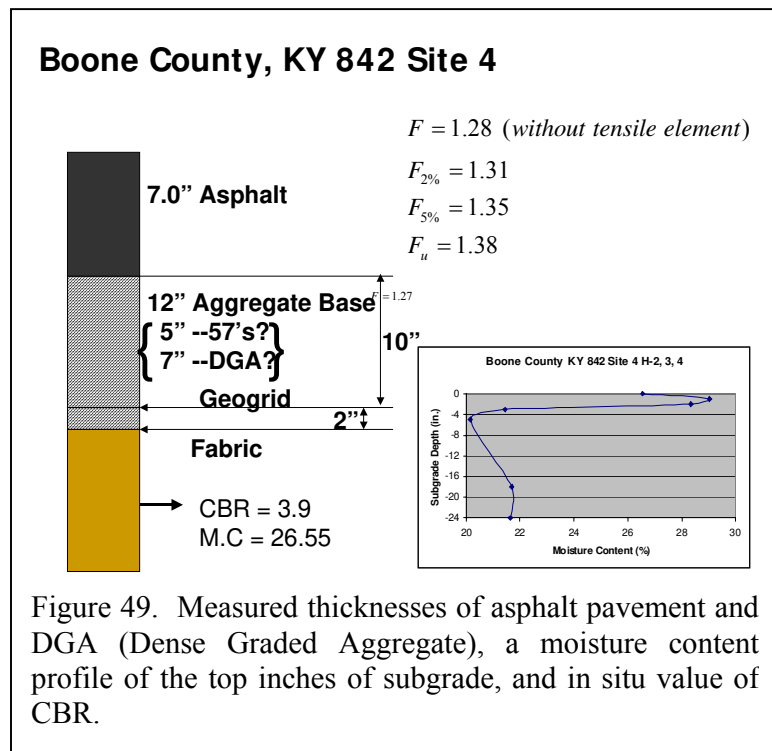 Boone County, KY 842 Site 4
F = 1.28 (without tensile element)
F2% = 1.31
F5% = 1.35
Fu = 1.38
7.0” Asphalt
12” Aggregate Base
F = 1.27
{ 5” --57's? }
{ 7” --DGA? }
10”
Geogrid
2”
Fabric
CBR = 3.9
M.C = 26.55
Boone County KY 842 Site 4 H-2, 3, 4
Subgrade Depth (in.)
0
-4
-8
-12
-16
-20
-24
20 22 24 26 28 30
Moisture Content (%)
Figure 49. Measured thicknesses of asphalt pavement and
DGA (Dense Graded Aggregate), a moisture content
profile of the top inches of subgrade, and in situ value of
CBR.